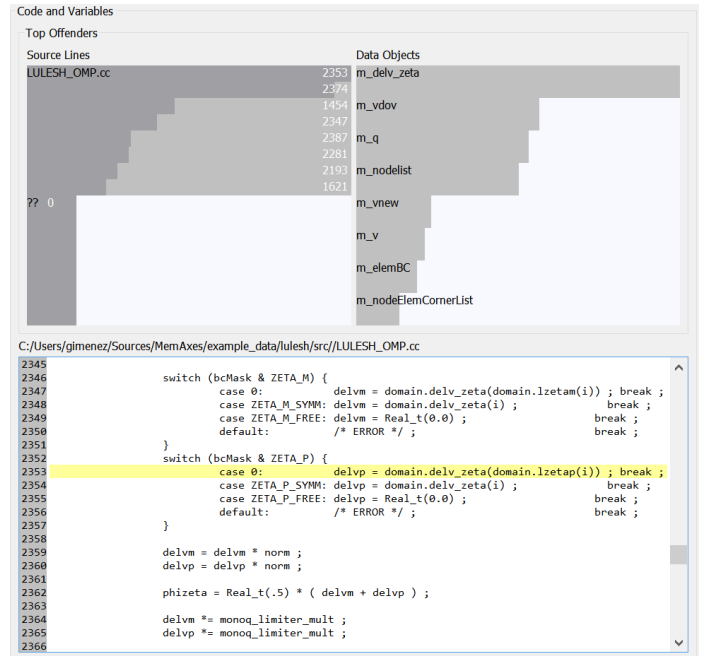 Code and Variables
Top Offenders
Source Lines
Data Objects
LULESH_OMP.cc 2353
2374
1454
2347
2387
2281
2193
1621
?? 0
m_delv_zeta
m_vdov
m_q
m_nodelist
m_vnew
m_v
m_elemBC
m_nodeElemCornerList
C:/Users/gimenez/Sources/MemAxes/example_data/lulesh/src//LULESH_OMP.cc
2345
2346 switch (bcMask & ZETA_M) {
2347 case 0: delvm = domain.delv_zeta(domain.lzetam(i)) ; break ;
2348 case ZETA_M_SYMM: delvm = domain.delv_zeta(i) ; break ;
2349 case ZETA_M_FREE: delvm = Real_t(0.0) ; break ;
2350 default: /* ERROR */ ; break ;
2351 }
2352 switch (bcMask & ZETA_P) {
2353 case 0: delvp = domain.delv_zeta(domain.lzetap(i)) ; break ;
2354 case ZETA_P_SYMM: delvp = domain.delv_zeta(i) ; break ;
2355 case ZETA_P_FREE: delvp = Real_t(0.0) ; break ;
2356 default: /* ERROR */ ; break ;
2357 }
2358
2359 delvm = delvm * norm ;
2360 delvp = delvp * norm ;
2361
2362 phizeta = Real_t(.5) * ( delvm + delvp ) ;
2363
2364 delvm *= monoq_limiter_mult ;
2365 delvp *= monoq_limiter_mult ;
2366